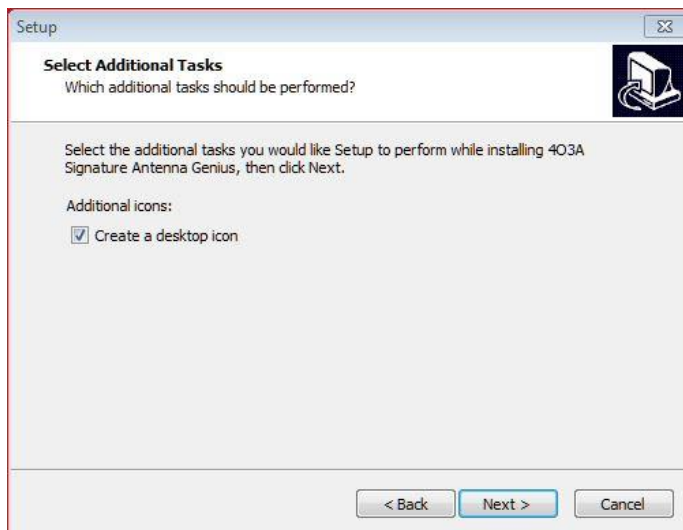 Setup
Select Additional Tasks
Which additional tasks should be performed?
Select the additional tasks you would like Setup to perform while installing 4O3A
Signature Antenna Genius, then click Next.
Additional icons:
Create a desktop icon
< Back
Next >
Cancel